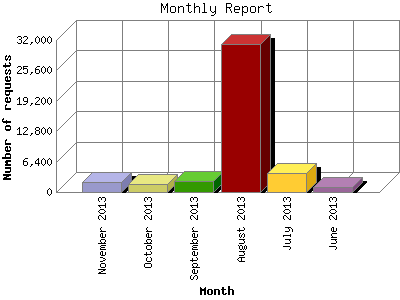 Monthly Report
Number of requests
32,000
25,600
19,200
12,800
6,400
0
November 2013
October 2013
September 2013
August 2013
July 2013
June 2013
Month